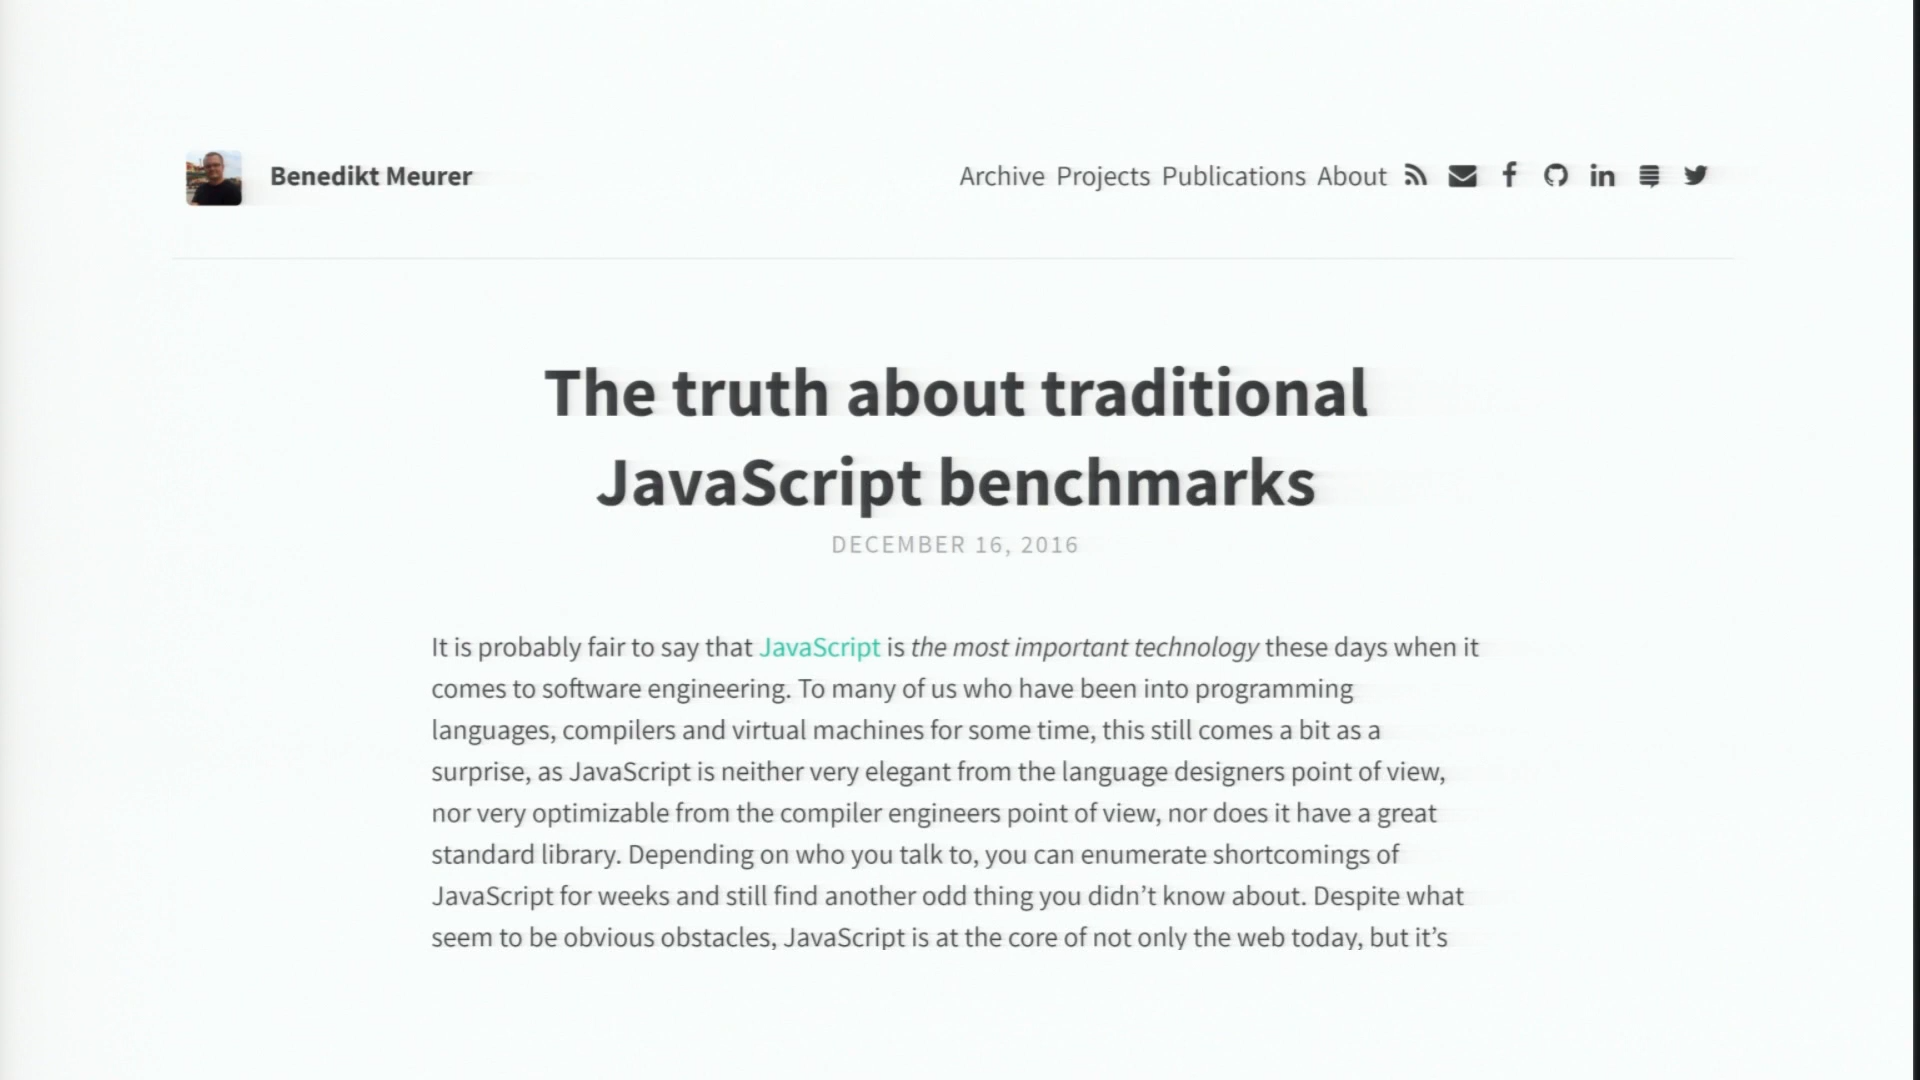 Benedikt Meurer
Archive Projects Publications About
The truth about traditional
JavaScript benchmarks
DECEMBER 16, 2016
It is probably fair to say that JavaScript is the most important technology these days when it
comes to software engineering. To many of us who have been into programming
languages, compilers and virtual machines for some time, this still comes a bit as a
surprise, as JavaScript is neither very elegant from the language designers point of view,
nor very optimizable from the compiler engineers point of view, nor does it have a great
standard library. Depending on who you talk to, you can enumerate shortcomings of
JavaScript for weeks and still find another odd thing you didn’t know about. Despite what
seem to be obvious obstacles, JavaScript is at the core of not only the web today, but it’s